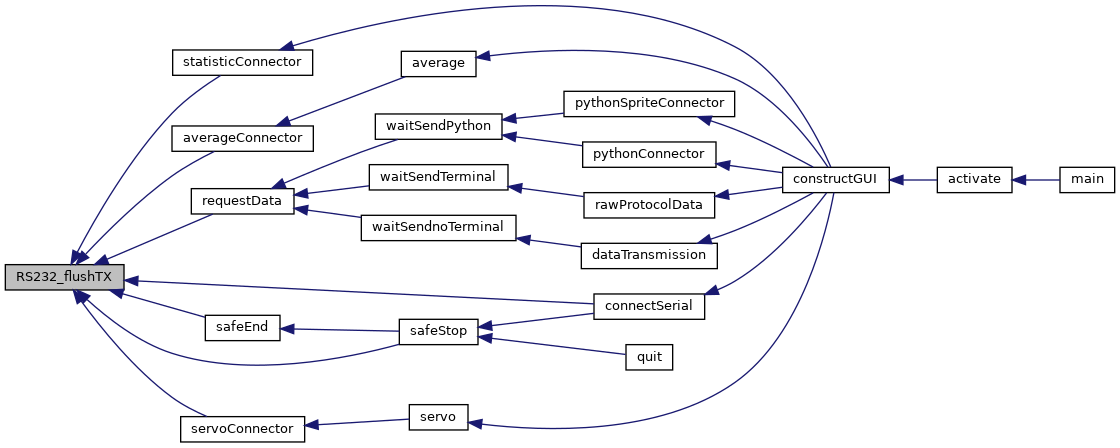 statisticConnector
average
pythonSpriteConnector
waitSendPython
averageConnector
pythonConnector
waitSendTerminal
constructGUI
activate
main
requestData
rawProtocolData
waitSendnoTerminal
dataTransmission
RS232_flushTX
connectSerial
safeEnd
safeStop
quit
servo
servoConnector